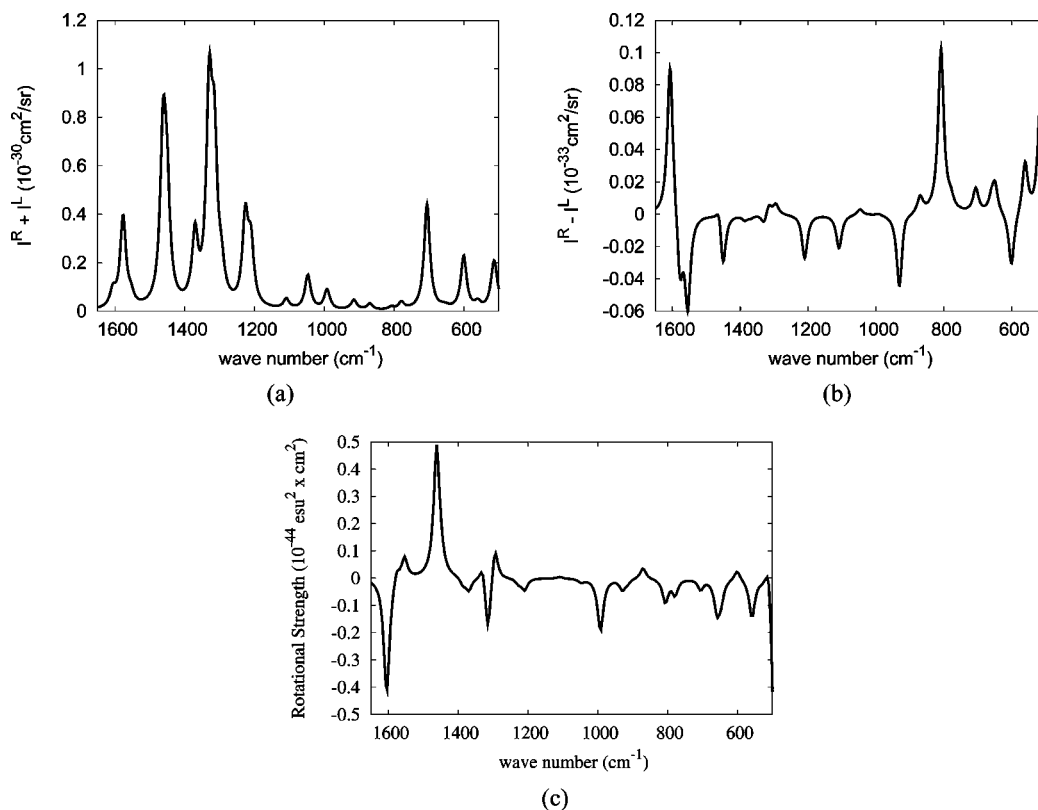 1.2
1
0.8
0.6
0.4
0.2
0
I^R + I^L (10^-30 cm^2/sr)
1600 1400 1200 1000 800 600
wave number (cm^-1)
(a)
0.12
0.1
0.08
0.06
0.04
0.02
0
-0.02
-0.04
-0.06
I^R - I^L (10^-33 cm^2/sr)
1600 1400 1200 1000 800 600
wave number (cm^-1)
(b)
0.5
0.4
0.3
0.2
0.1
0
-0.1
-0.2
-0.3
-0.4
-0.5
Rotational Strength (10^-44 esu^2 x cm^2)
1600 1400 1200 1000 800 600
wave number (cm^-1)
(c)